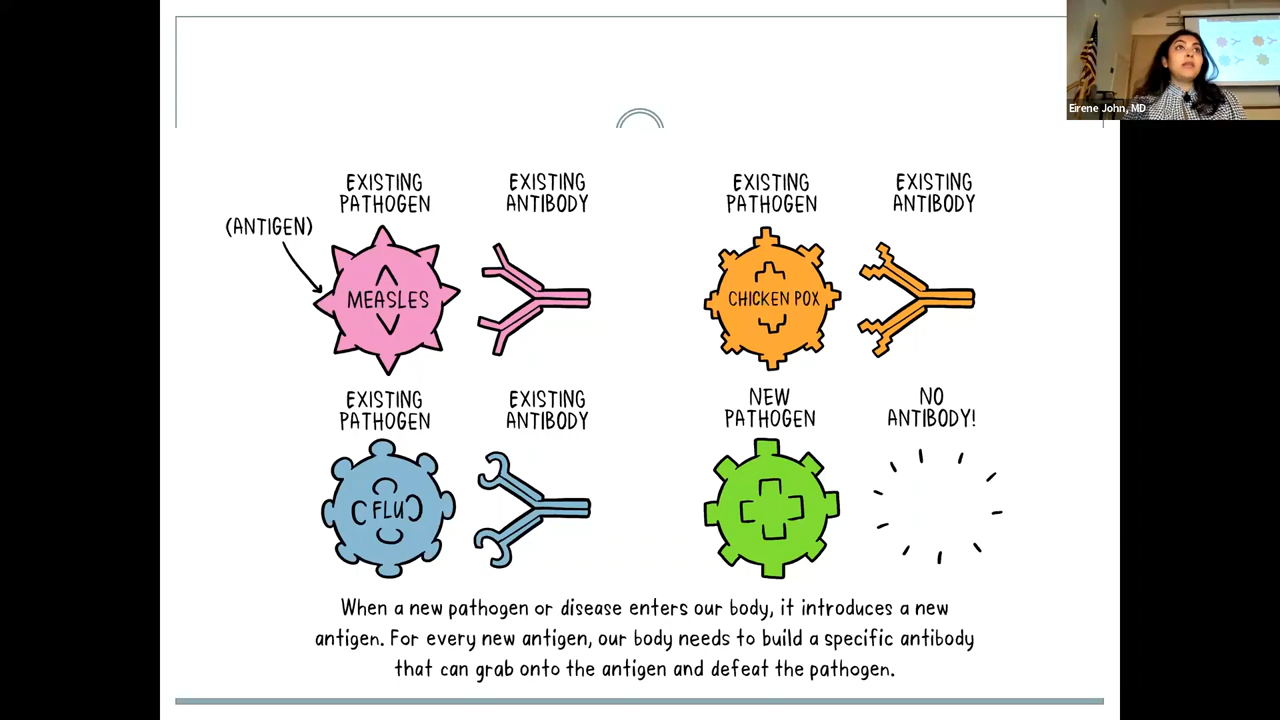 Eirene John, MD
EXISTING
PATHOGEN
EXISTING
ANTIBODY
(ANTIGEN)
MEASLES
EXISTING
PATHOGEN
EXISTING
ANTIBODY
CHICKEN POX
EXISTING
PATHOGEN
EXISTING
ANTIBODY
FLU
NEW
PATHOGEN
NO
ANTIBODY!
When a new pathogen or disease enters our body, it introduces a new
antigen. For every new antigen, our body needs to build a specific antibody
that can grab onto the antigen and defeat the pathogen.